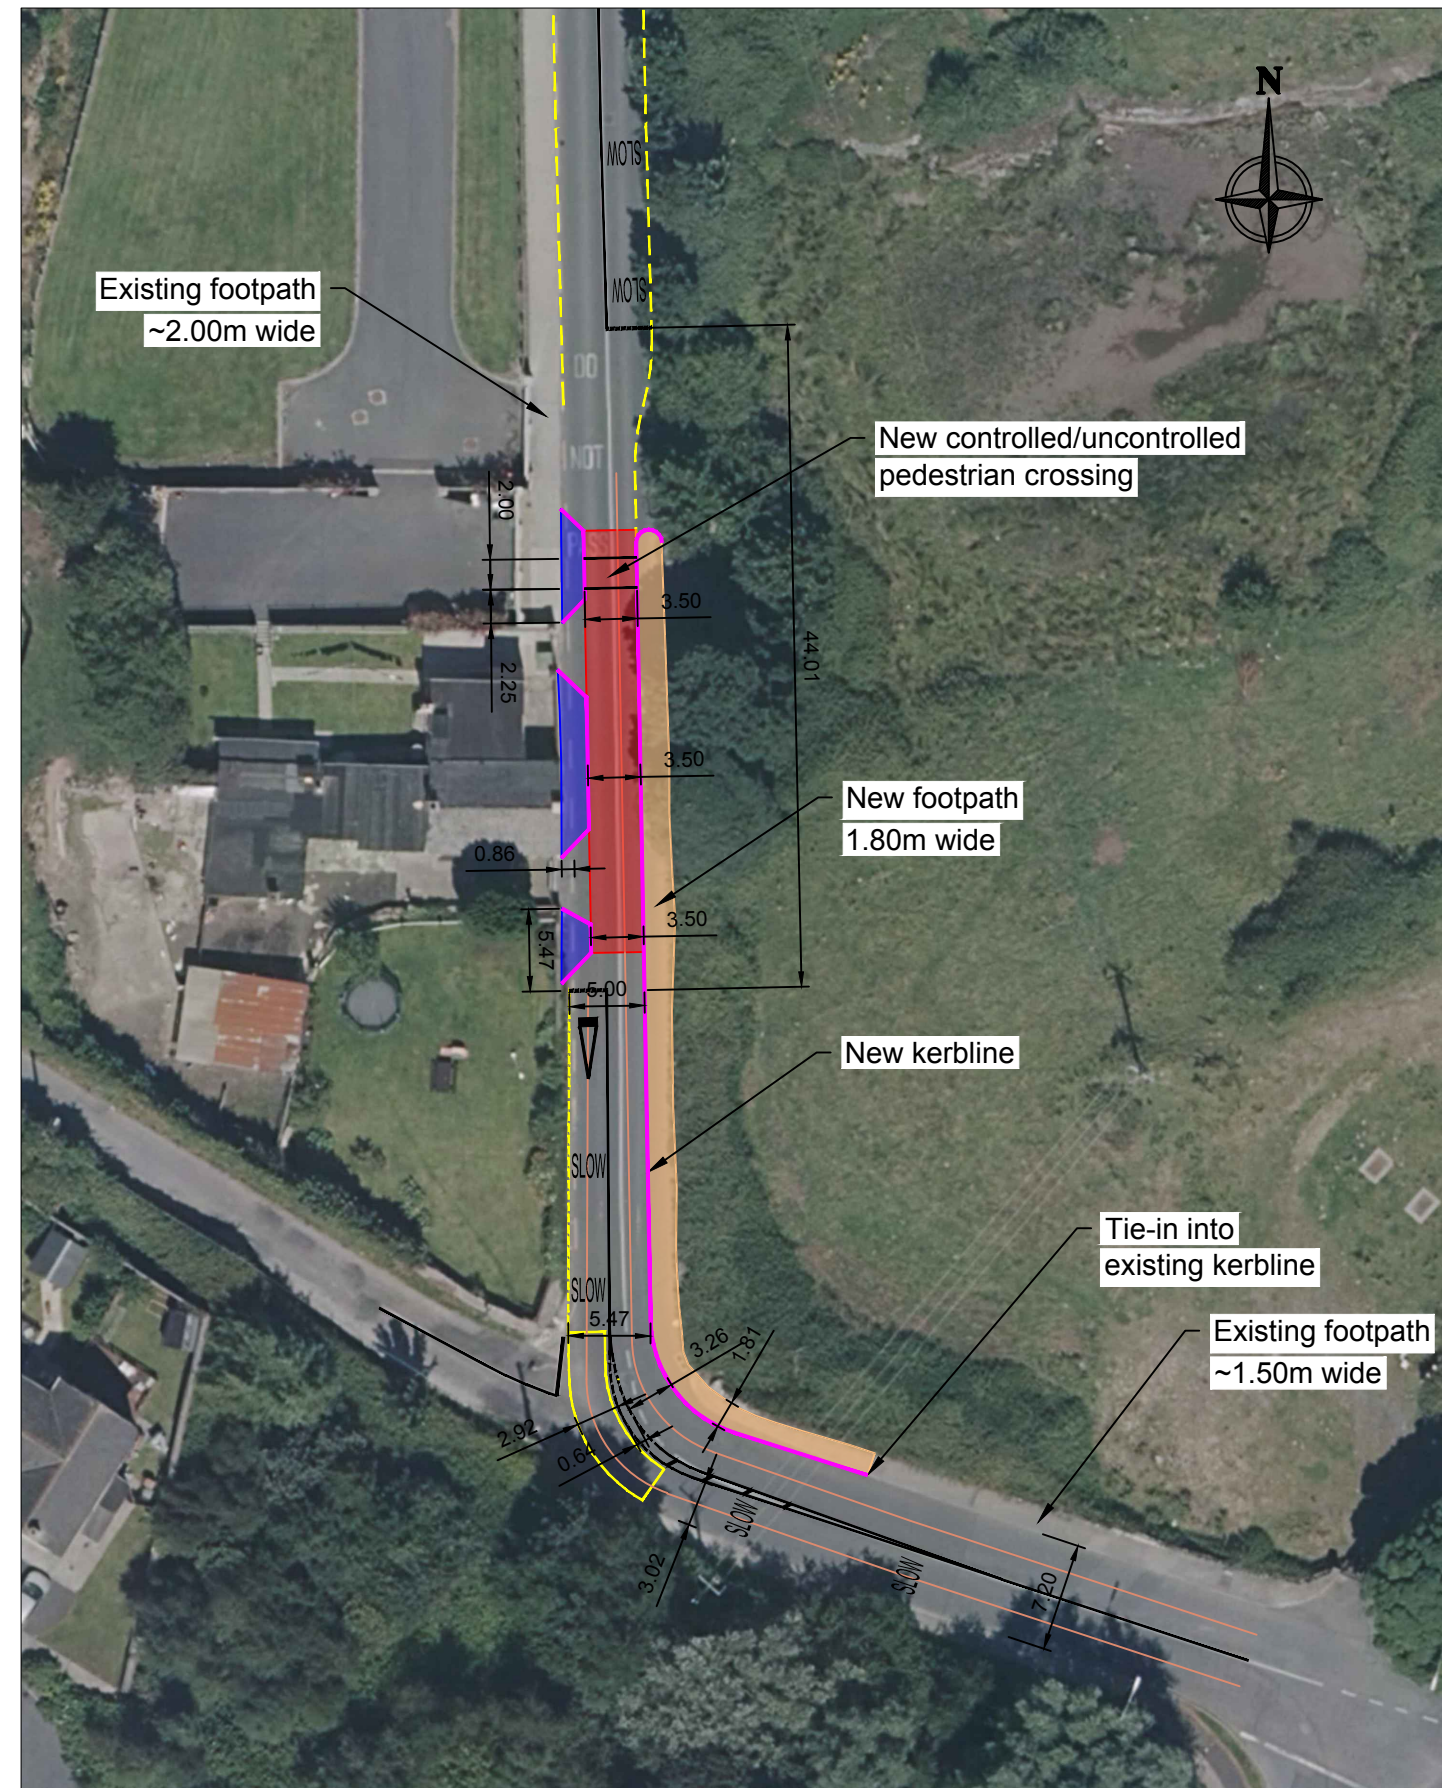 N
SLOW
SLOW
Existing footpath
~2.00m wide
DO
NOT
PASS
New controlled/uncontrolled
pedestrian crossing
2.00
3.50
2.25
44.01
3.50
New footpath
1.80m wide
0.86
3.50
5.47
5.00
New kerbline
SLOW
SLOW
Tie-in into
existing kerbline
5.47
3.26
1.81
Existing footpath
~1.50m wide
2.92
0.64
SLOW
3.02
SLOW
7.20